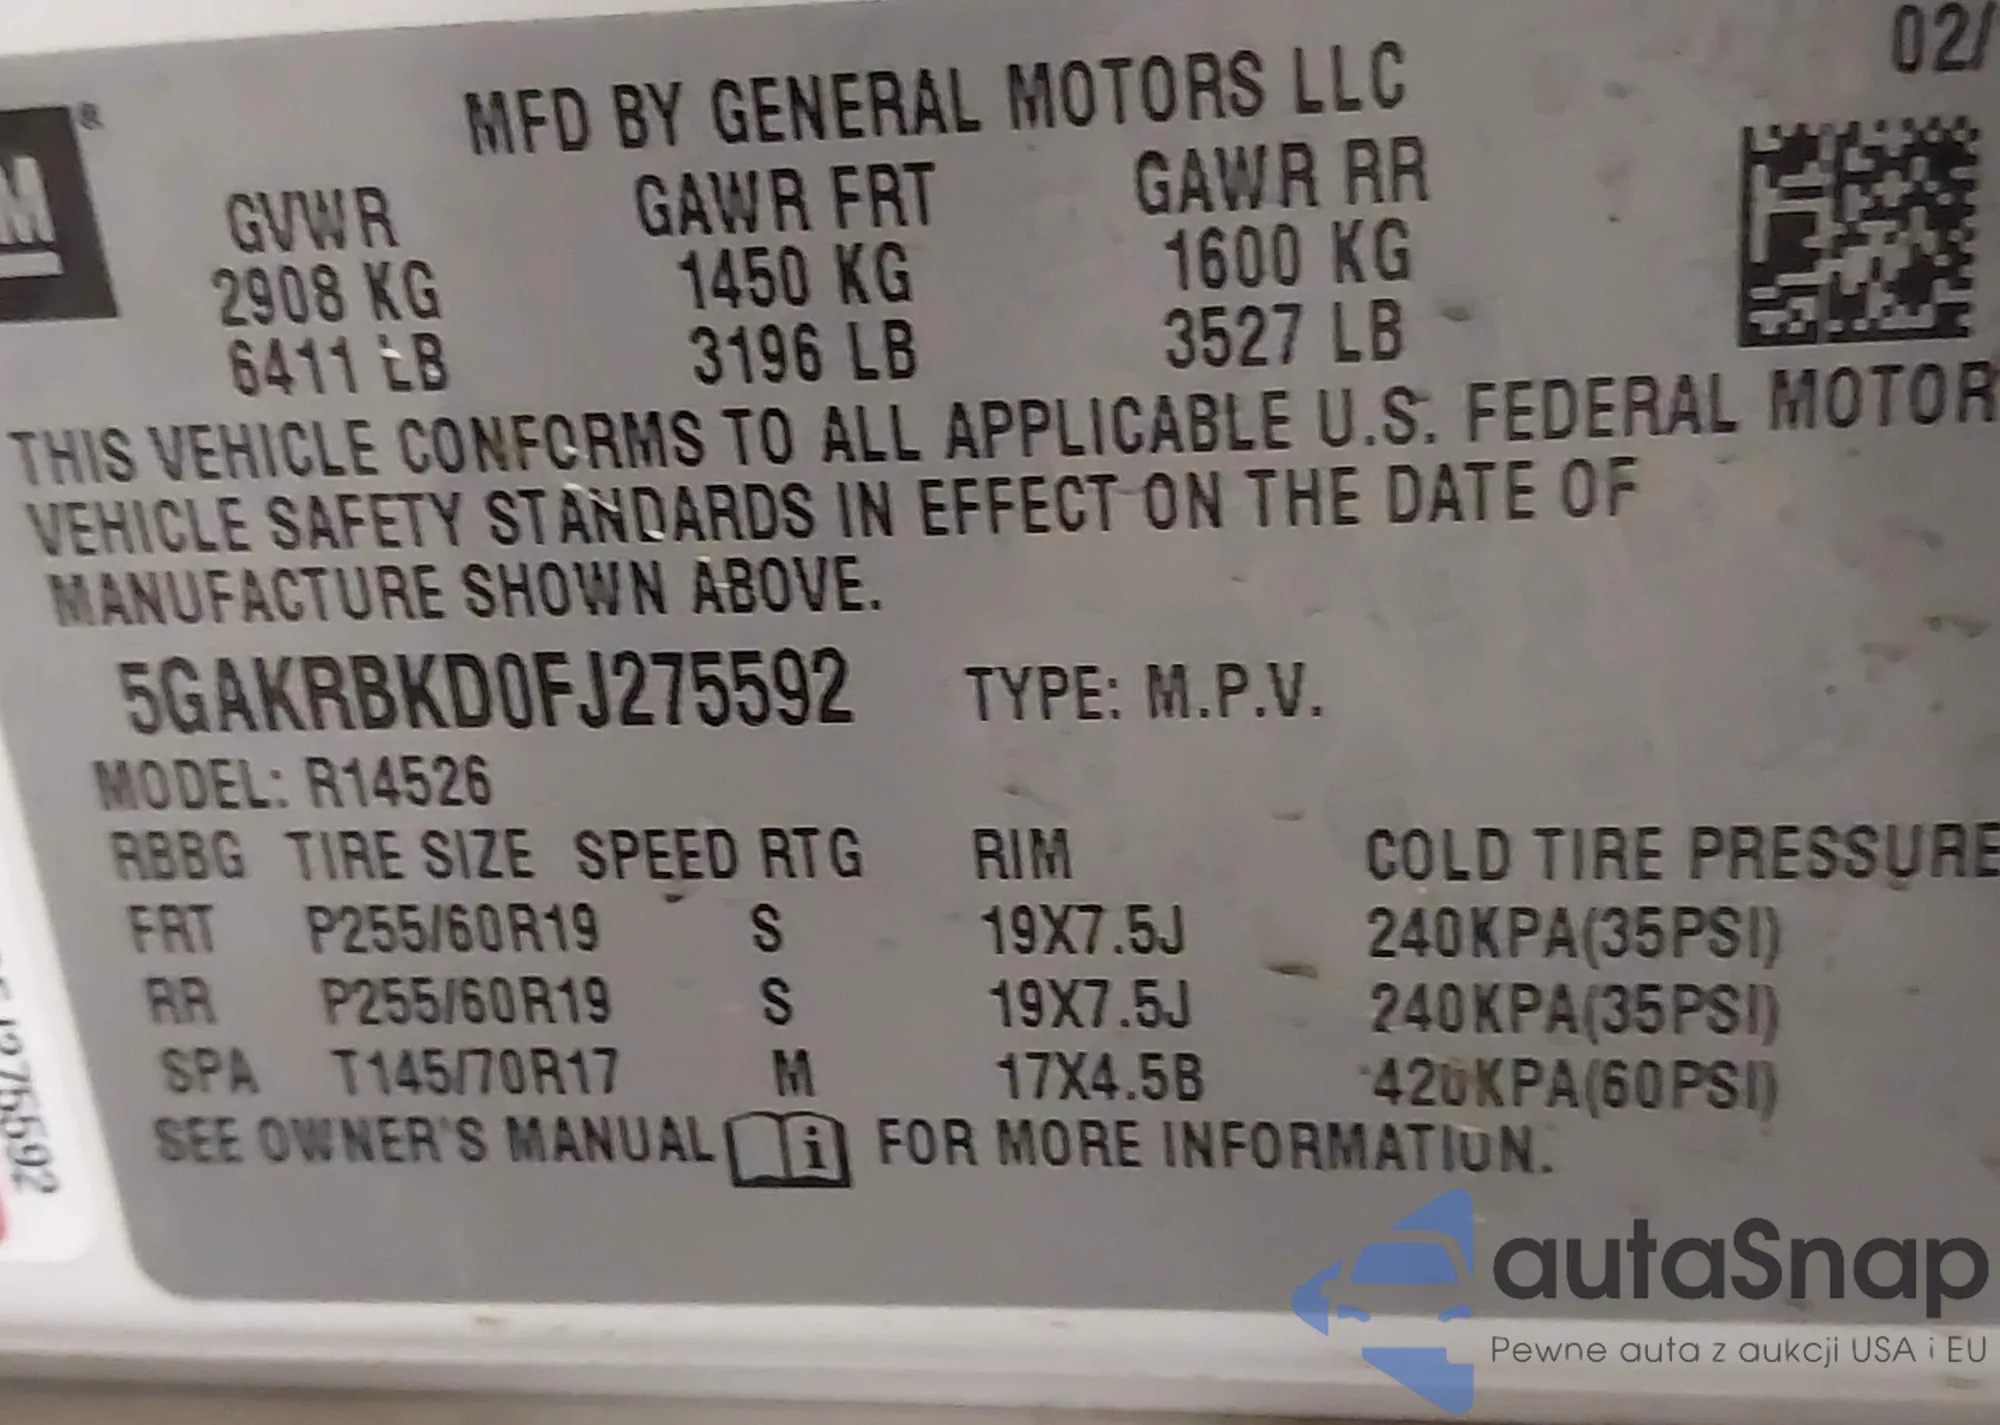 02/
MFD BY GENERAL MOTORS LLC
M®
GVWR GAWR FRT GAWR RR
2908 KG 1450 KG 1600 KG
6411 LB 3196 LB 3527 LB
THIS VEHICLE CONFORMS TO ALL APPLICABLE U.S. FEDERAL MOTOR
VEHICLE SAFETY STANDARDS IN EFFECT ON THE DATE OF
MANUFACTURE SHOWN ABOVE.
5GAKRBKD0FJ275592 TYPE: M.P.V.
MODEL: R14526
RBBG TIRE SIZE SPEED RTG RIM COLD TIRE PRESSURE
FRT P255/60R19 S 19X7.5J 240KPA(35PSI)
RR P255/60R19 S 19X7.5J 240KPA(35PSI)
SPA T145/70R17 M 17X4.5B 420KPA(60PSI)
SEE OWNER'S MANUAL i FOR MORE INFORMATION.
J275592
autaSnap
Pewne auta z aukcji USA i EU